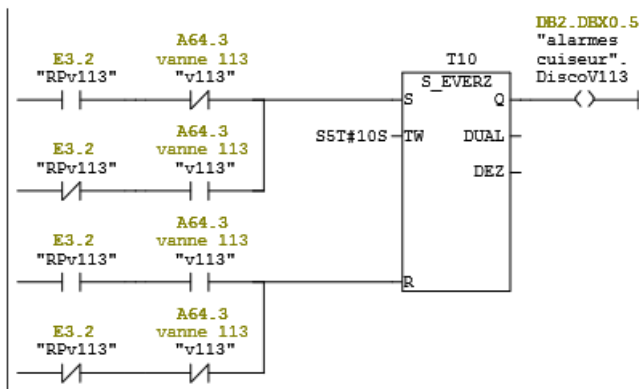 DB2.DBX0.5
"alarmes
cuiseur".
DiscoV113
E3.2
"RPv113"
A64.3
vanne 113
"v113"
T10
S_EVERZ
S
Q
S5T#10S
TW
DUAL
DEZ
E3.2
"RPv113"
A64.3
vanne 113
"v113"
E3.2
"RPv113"
A64.3
vanne 113
"v113"
R
E3.2
"RPv113"
A64.3
vanne 113
"v113"